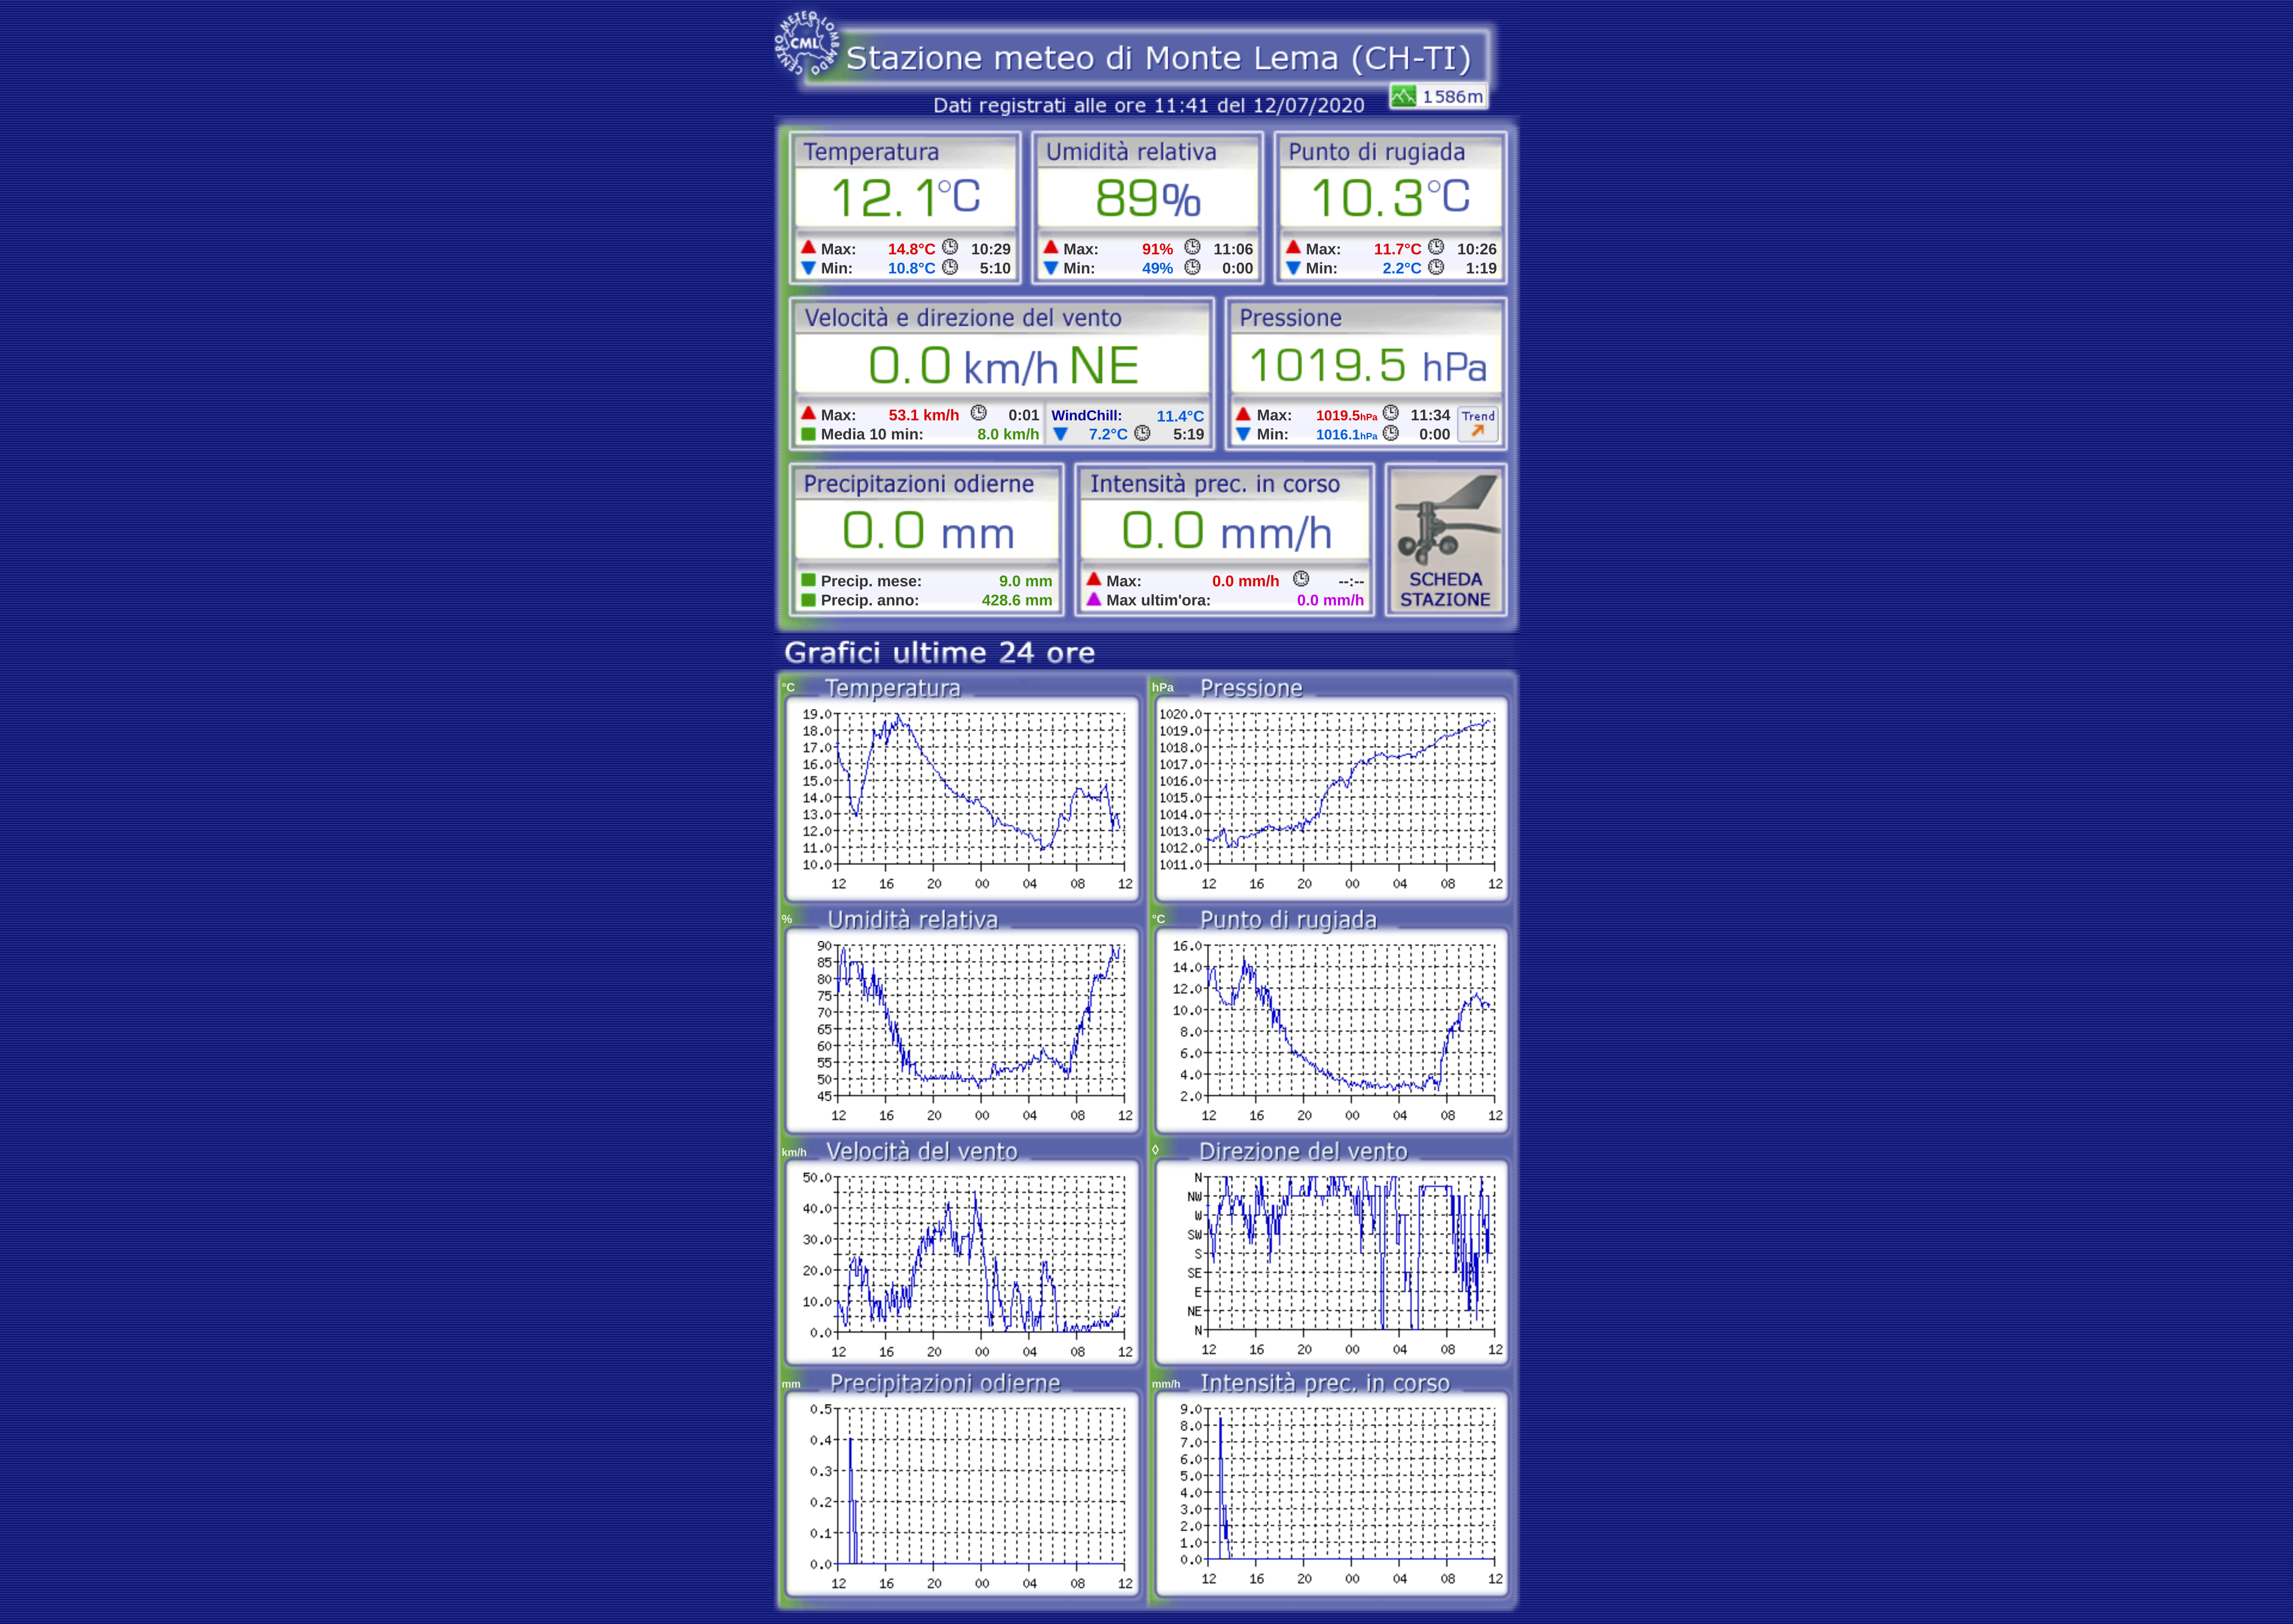 CENTRO METEO LOMBARDO
CML
Stazione meteo di Monte Lema (CH-TI)
Dati registrati alle ore 11:41 del 12/07/2020
1586m
Temperatura
12.1°C
Max: 14.8°C 10:29
Min: 10.8°C 5:10
Umidità relativa
89%
Max: 91% 11:06
Min: 49% 0:00
Punto di rugiada
10.3°C
Max: 11.7°C 10:26
Min: 2.2°C 1:19
Velocità e direzione del vento
0.0 km/h NE
Max: 53.1 km/h 0:01
Media 10 min: 8.0 km/h
WindChill: 11.4°C
7.2°C 5:19
Pressione
1019.5 hPa
Max: 1019.5hPa 11:34
Min: 1016.1hPa 0:00
Trend
Precipitazioni odierne
0.0 mm
Precip. mese: 9.0 mm
Precip. anno: 428.6 mm
Intensità prec. in corso
0.0 mm/h
Max: 0.0 mm/h --:--
Max ultim'ora: 0.0 mm/h
SCHEDA
STAZIONE
Grafici ultime 24 ore
°C Temperatura
19.0
18.0
17.0
16.0
15.0
14.0
13.0
12.0
11.0
10.0
12 16 20 00 04 08 12
hPa Pressione
1020.0
1019.0
1018.0
1017.0
1016.0
1015.0
1014.0
1013.0
1012.0
1011.0
12 16 20 00 04 08 12
% Umidità relativa
90
85
80
75
70
65
60
55
50
45
12 16 20 00 04 08 12
°C Punto di rugiada
16.0
14.0
12.0
10.0
8.0
6.0
4.0
2.0
12 16 20 00 04 08 12
km/h Velocità del vento
50.0
40.0
30.0
20.0
10.0
0.0
12 16 20 00 04 08 12
◊ Direzione del vento
N
NW
W
SW
S
SE
E
NE
N
12 16 20 00 04 08 12
mm Precipitazioni odierne
0.5
0.4
0.3
0.2
0.1
0.0
12 16 20 00 04 08 12
mm/h Intensità prec. in corso
9.0
8.0
7.0
6.0
5.0
4.0
3.0
2.0
1.0
0.0
12 16 20 00 04 08 12